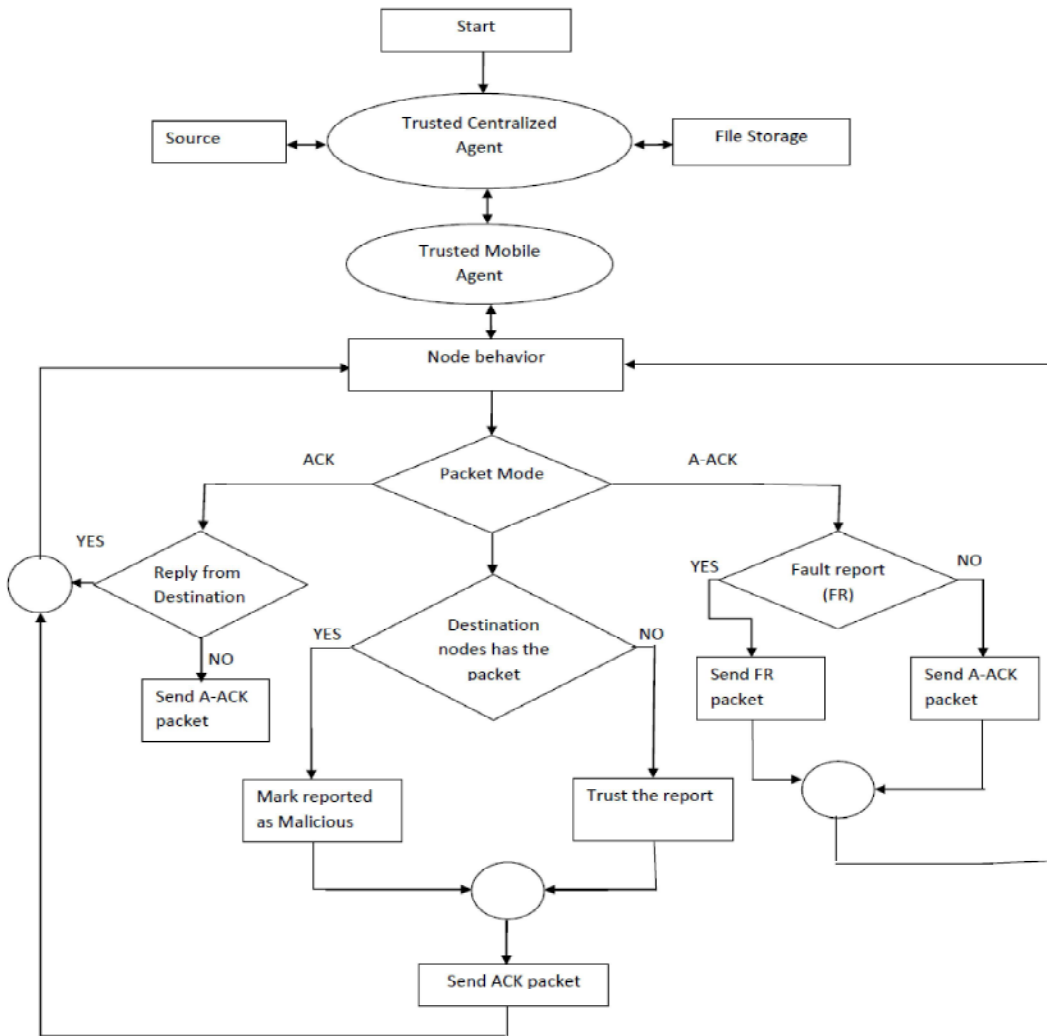 Start
Trusted Centralized
Agent
Source
FIle Storage
Trusted Mobile
Agent
Node behavior
ACK
Packet Mode
A-ACK
YES
Reply from
Destination
NO
Send A-ACK
packet
YES
Destination
nodes has the
packet
NO
YES
Fault report
(FR)
NO
Send FR
packet
Send A-ACK
packet
Mark reported
as Malicious
Trust the report
Send ACK packet